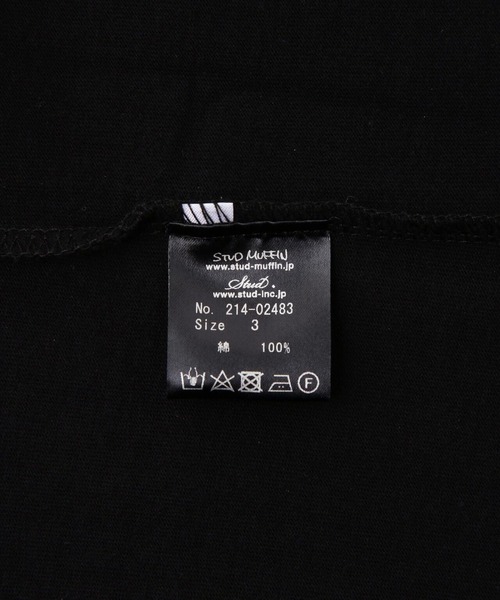 STUD MUFFIN
www.stud-muffin.jp
Stud.
www.stud-inc.jp
No. 214-02483
Size 3
綿 100%
F